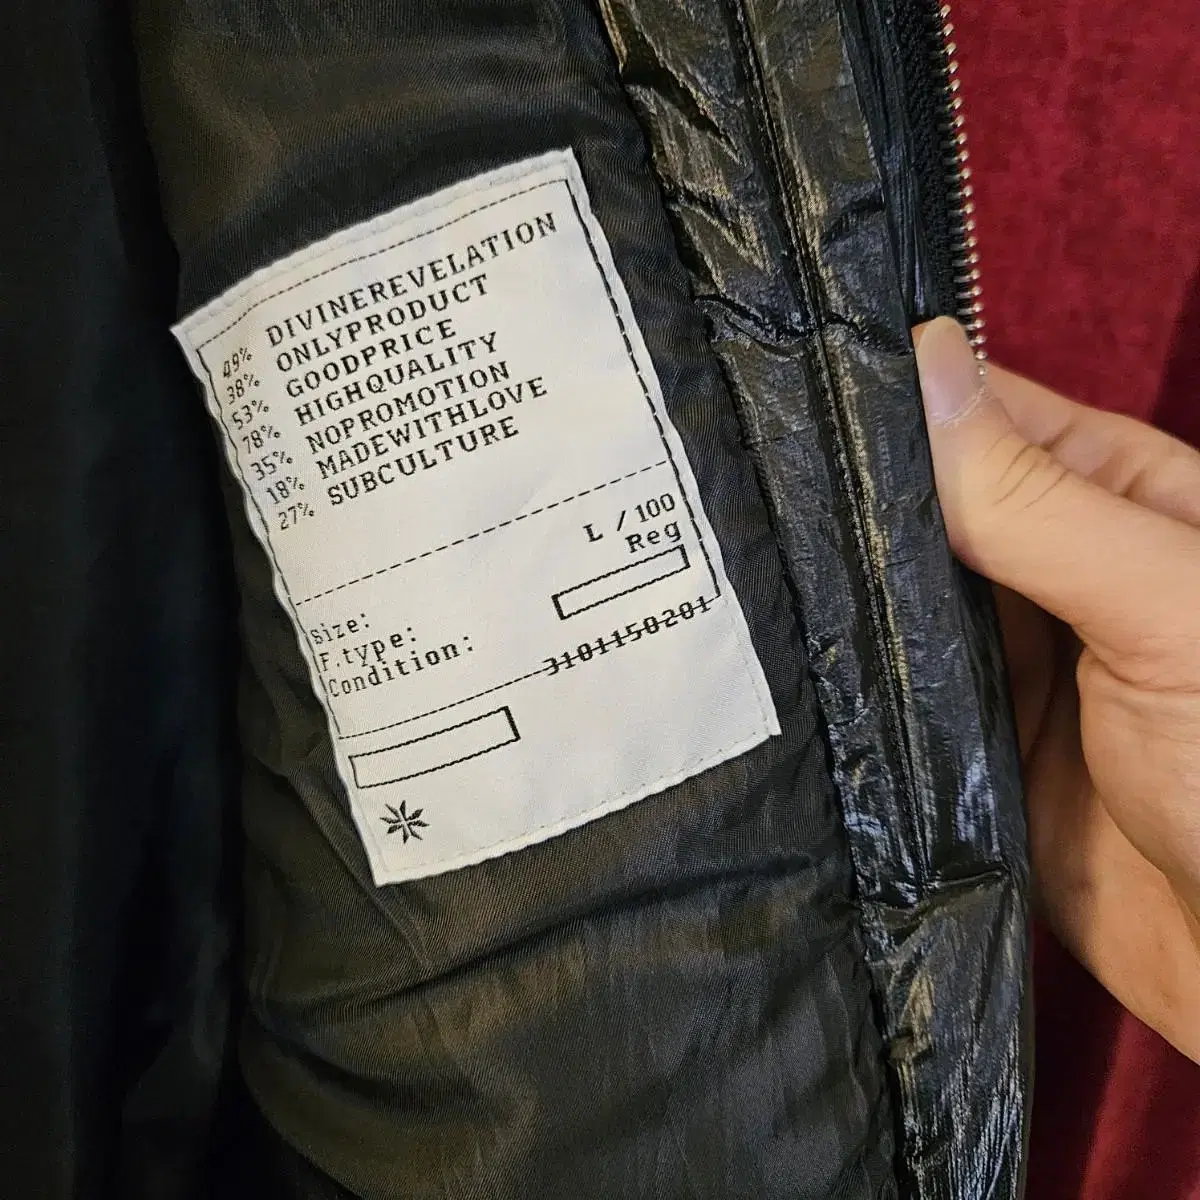 49% DIVINEREVELATION
38% ONLYPRODUCT
53% GOODPRICE
78% HIGHQUALITY
35% NOPROMOTION
18% MADEWITHLOVE
27% SUBCULTURE
Size: L / 100
F.type: Reg
Condition:
3101150201